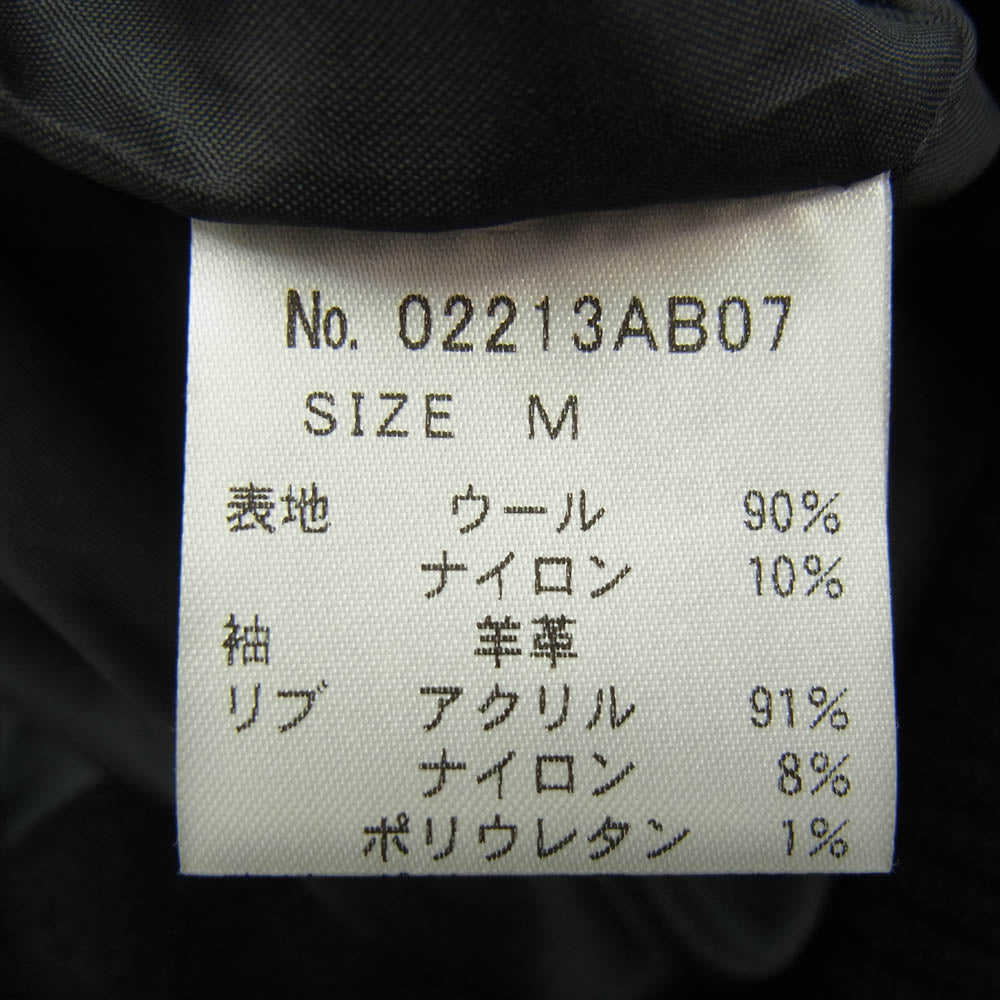 No. 02213AB07
SIZE M
表地 ウール 90%
ナイロン 10%
袖 羊革
リブ アクリル 91%
ナイロン 8%
ポリウレタン 1%